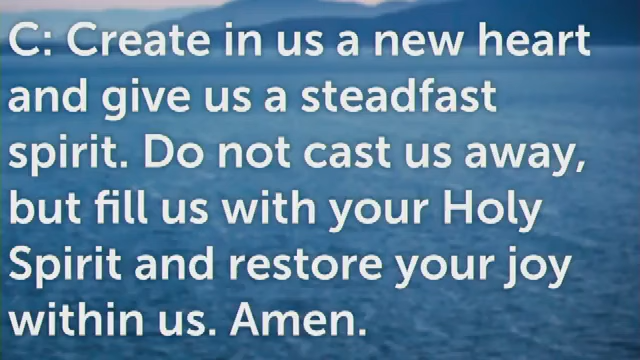 C: Create in us a new heart
and give us a steadfast
spirit. Do not cast us away,
but fill us with your Holy
Spirit and restore your joy
within us. Amen.